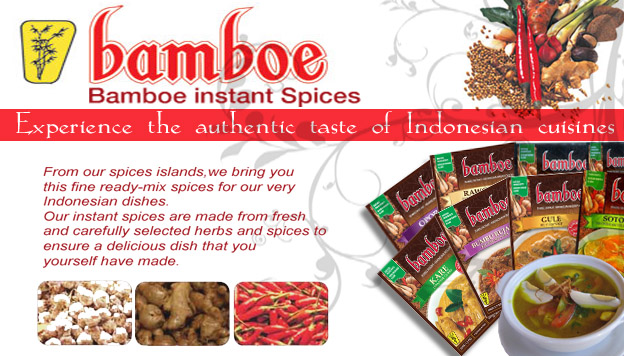 bamboe
Bamboe instant Spices
Experience the authentic taste of Indonesian cuisines
From our spices islands,we bring you
this fine ready-mix spices for our very
Indonesian dishes.
Our instant spices are made from fresh
and carefully selected herbs and spices to
ensure a delicious dish that you
yourself have made.
bamboe
bamboe
bamboe
bamboe
bamboe
GULE
SOTO
KARE